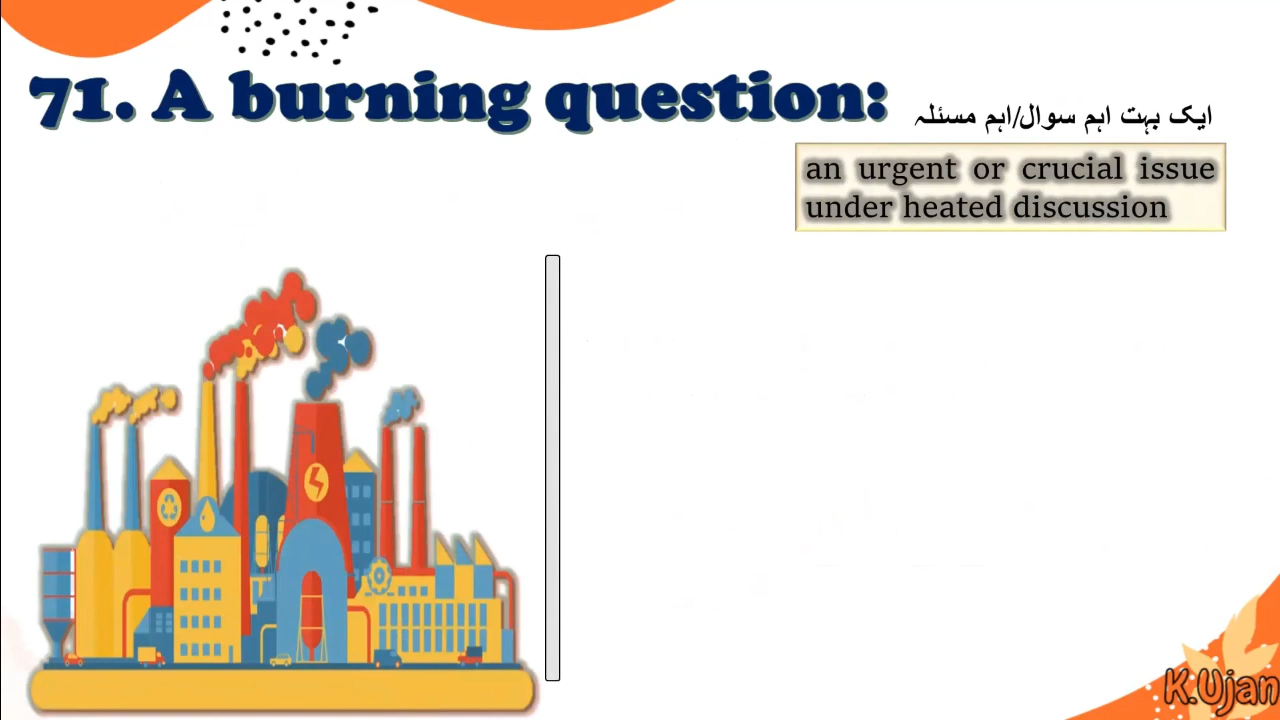 71. A burning question:
ایک بہت اہم سوال/اہم مسئلہ
an urgent or crucial issue
under heated discussion
K.Ujan